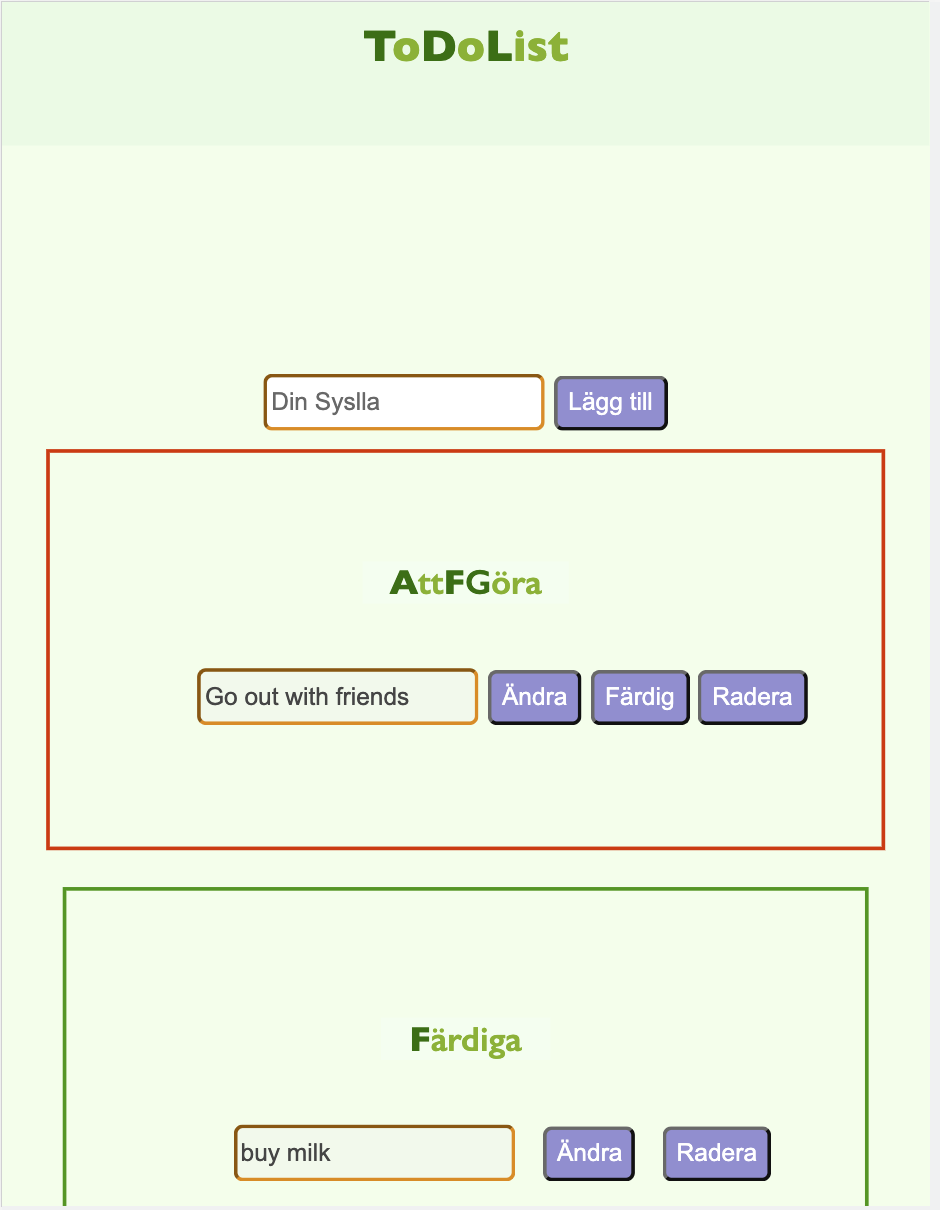 ToDoList
Din Syslla Lägg till
AttFGöra
Go out with friends Ändra Färdig Radera
Färdiga
buy milk Ändra Radera